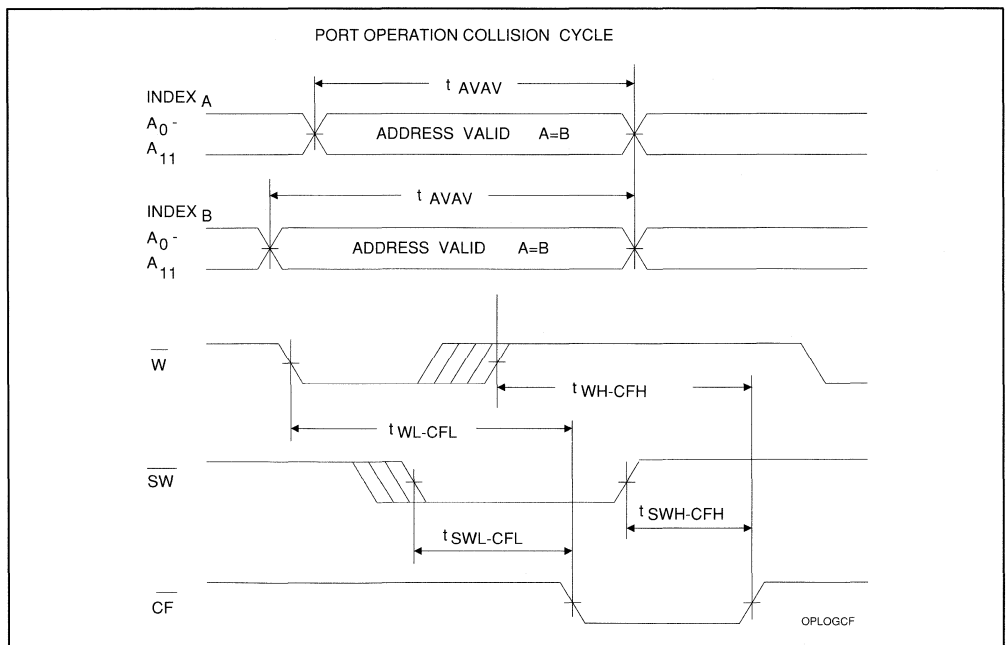 PORT OPERATION COLLISION CYCLE
t AVAV
INDEX A
A0 -
A11
ADDRESS VALID A=B
t AVAV
INDEX B
A0 -
A11
ADDRESS VALID A=B
W
t WH-CFH
t WL-CFL
SW
t SWH-CFH
t SWL-CFL
CF
OPLOGCF